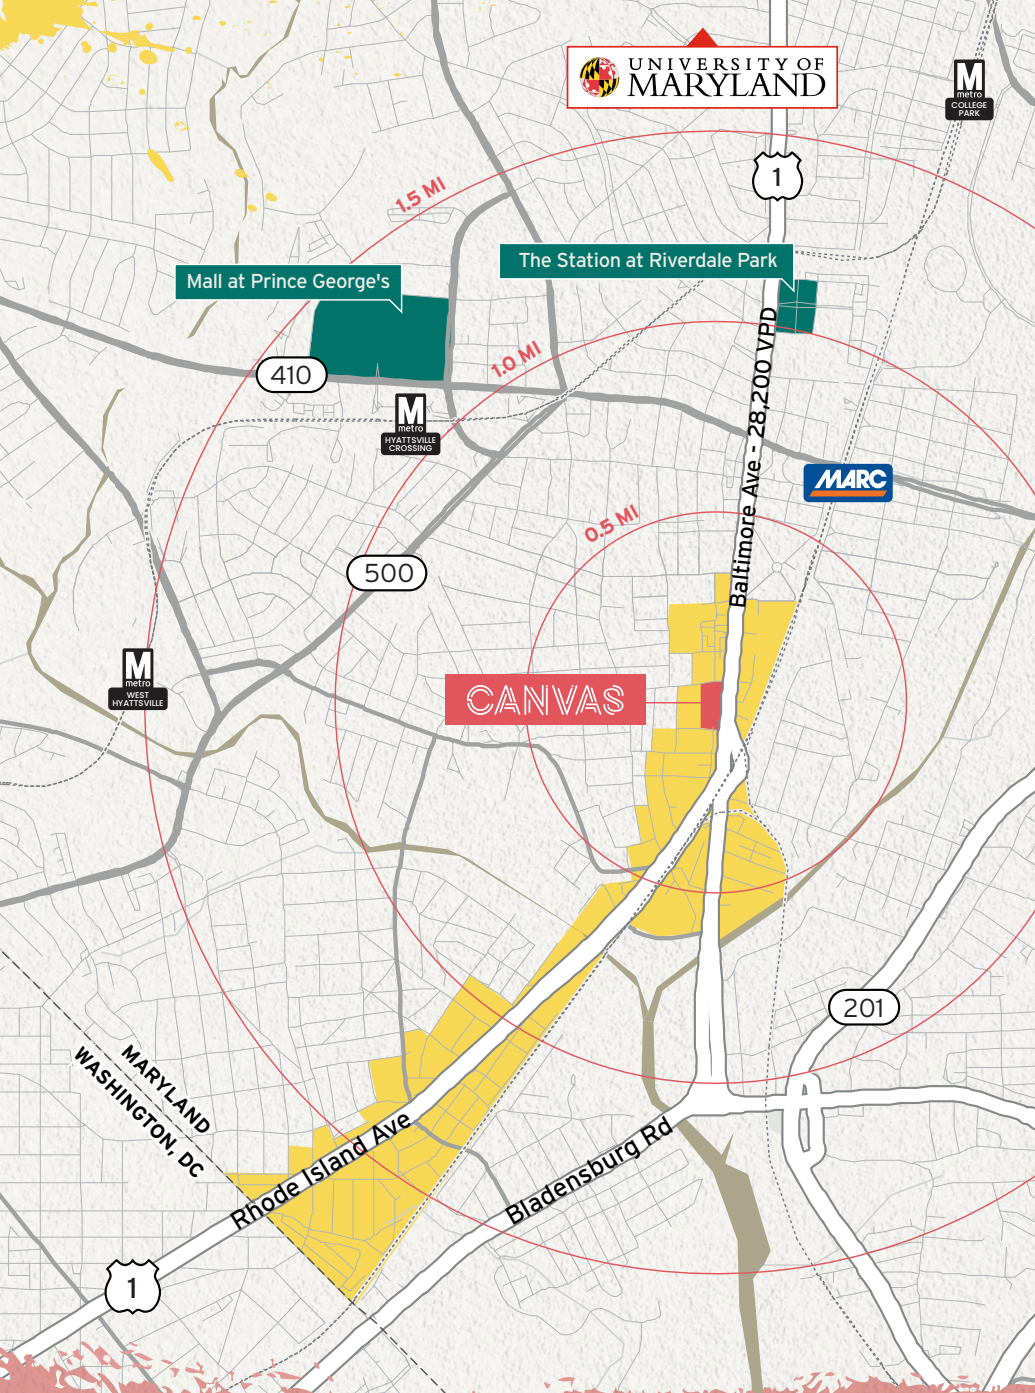 UNIVERSITY OF
MARYLAND
M
metro
COLLEGE
PARK
1
1.5 MI
The Station at Riverdale Park
Mall at Prince George's
1.0 MI
410
M
metro
HYATTSVILLE
CROSSING
Baltimore Ave - 28,200 VPD
MARC
0.5 MI
500
M
metro
WEST
HYATTSVILLE
CANVAS
201
MARYLAND
WASHINGTON, DC
Rhode Island Ave
Bladensburg Rd
1